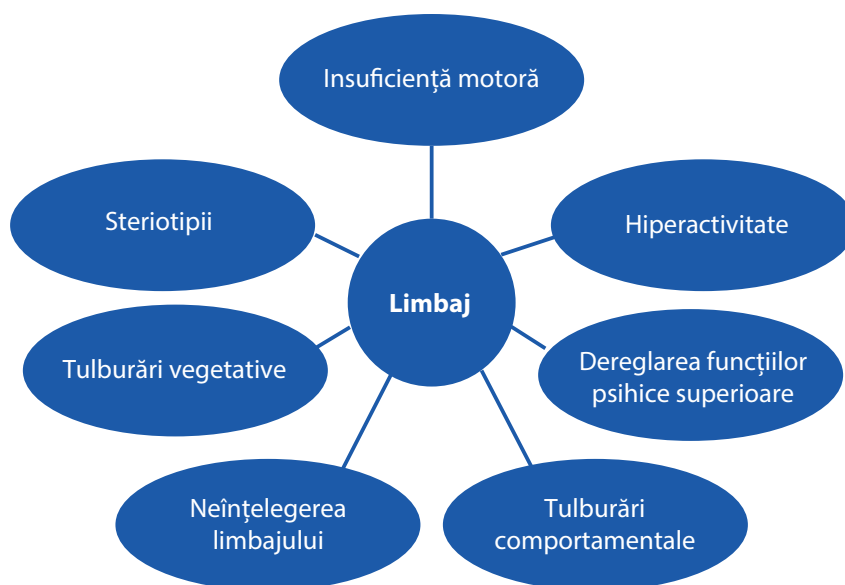 Insuficiență motoră
Steriotipii
Hiperactivitate
Limbaj
Tulburări vegetative
Dereglarea funcțiilor
psihice superioare
Neînțelegerea
limbajului
Tulburări
comportamentale